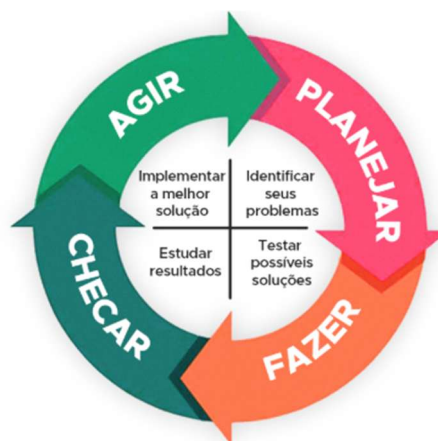 AGIR
PLANEJAR
Implementar
a melhor
solução
Identificar
seus
problemas
Estudar
resultados
Testar
possíveis
soluções
CHECAR
FAZER